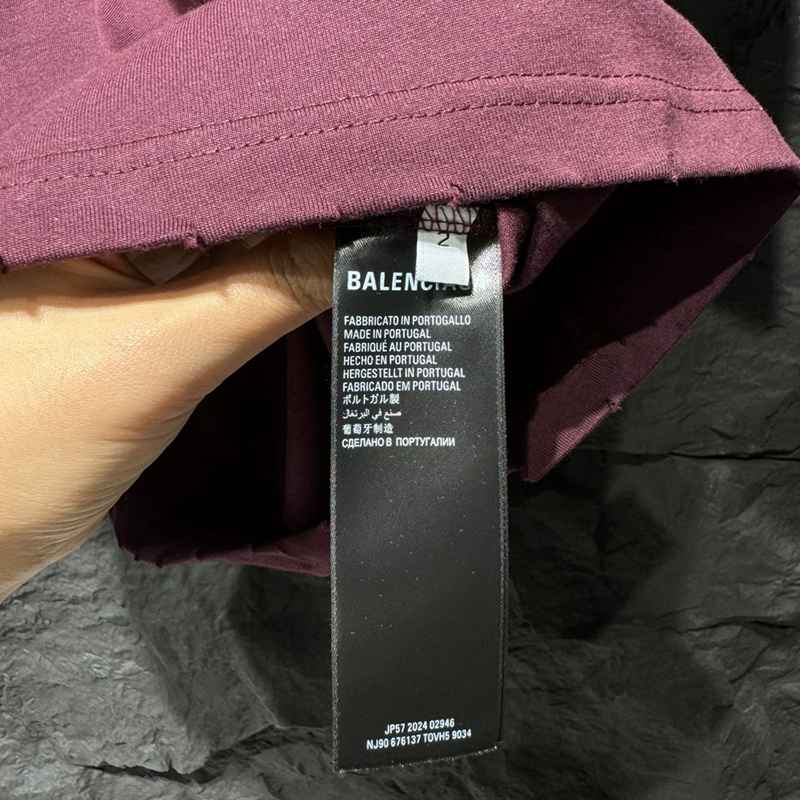 2
FABBRICATO IN PORTOGALLO
MADE IN PORTUGAL
FABRIQUÉ AU PORTUGAL
HECHO EN PORTUGAL
HERGESTELLT IN PORTUGAL
FABRICADO EM PORTUGAL
ポルトガル製
صنع في البرتغال
葡萄牙制造
СДЕЛАНО В ПОРТУГАЛИИ
JP57 2024 02946
NJ90 676137 TOVH5 9034